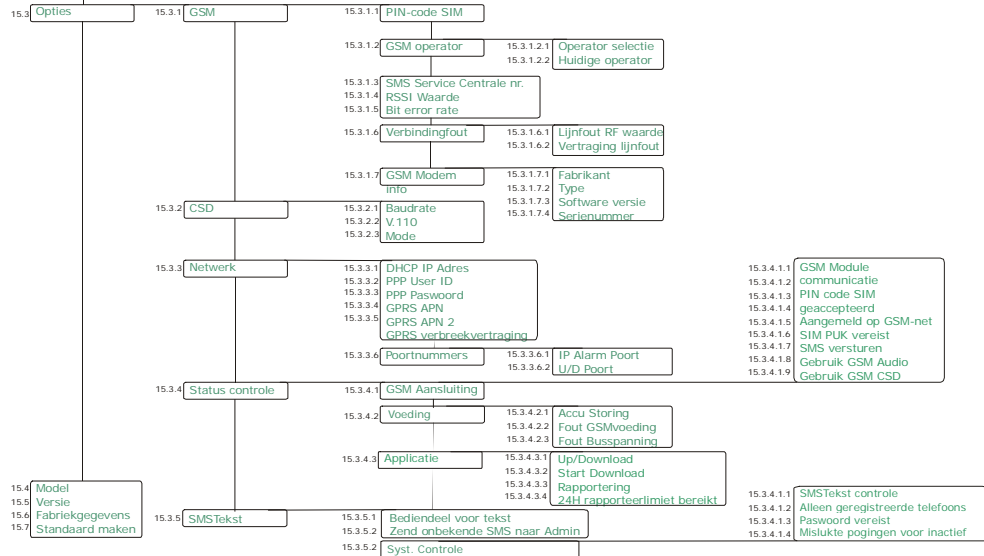 15.3 Opties
15.3.1 GSM
15.3.1.1 PIN-code SIM
15.3.1.2 GSM operator
15.3.1.2.1 Operator selectie
15.3.1.2.2 Huidige operator
15.3.1.3 SMS Service Centrale nr.
15.3.1.4 RSSI Waarde
15.3.1.5 Bit error rate
15.3.1.6 Verbindingfout
15.3.1.6.1 Lijnfout RF waarde
15.3.1.6.2 Vertraging lijnfout
15.3.1.7 GSM Modem
info
15.3.1.7.1 Fabrikant
15.3.1.7.2 Type
15.3.1.7.3 Software versie
15.3.1.7.4 Serienummer
15.3.2 CSD
15.3.2.1 Baudrate
15.3.2.2 V.110
15.3.2.3 Mode
15.3.3 Netwerk
15.3.3.1 DHCP IP Adres
15.3.3.2 PPP User ID
15.3.3.3 PPP Paswoord
15.3.3.4 GPRS APN
15.3.3.5 GPRS APN 2
GPRS verbreekvertraging
15.3.3.6 Poortnummers
15.3.3.6.1 IP Alarm Poort
15.3.3.6.2 U/D Poort
15.3.4 Status controle
15.3.4.1 GSM Aansluiting
15.3.4.1.1 GSM Module
15.3.4.1.2 communicatie
15.3.4.1.3 PIN code SIM
15.3.4.1.4 geaccepteerd
15.3.4.1.5 Aangemeld op GSM-net
15.3.4.1.6 SIM PUK vereist
15.3.4.1.7 SMS versturen
15.3.4.1.8 Gebruik GSM Audio
15.3.4.1.9 Gebruik GSM CSD
15.3.4.2 Voeding
15.3.4.2.1 Accu Storing
15.3.4.2.2 Fout GSMvoeding
15.3.4.2.3 Fout Busspanning
15.3.4.3 Applicatie
15.3.4.3.1 Up/Download
15.3.4.3.2 Start Download
15.3.4.3.3 Rapportering
15.3.4.3.4 24H rapporteerlimiet bereikt
15.4 Model
15.5 Versie
15.6 Fabriekgegevens
15.7 Standaard maken
15.3.5 SMSTekst
15.3.5.1 Bediendeel voor tekst
15.3.5.2 Zend onbekende SMS naar Admin
15.3.5.2 Syst. Controle
15.3.4.1.1 SMSTekst controle
15.3.4.1.2 Alleen geregistreerde telefoons
15.3.4.1.3 Paswoord vereist
15.3.4.1.4 Mislukte pogingen voor inactief